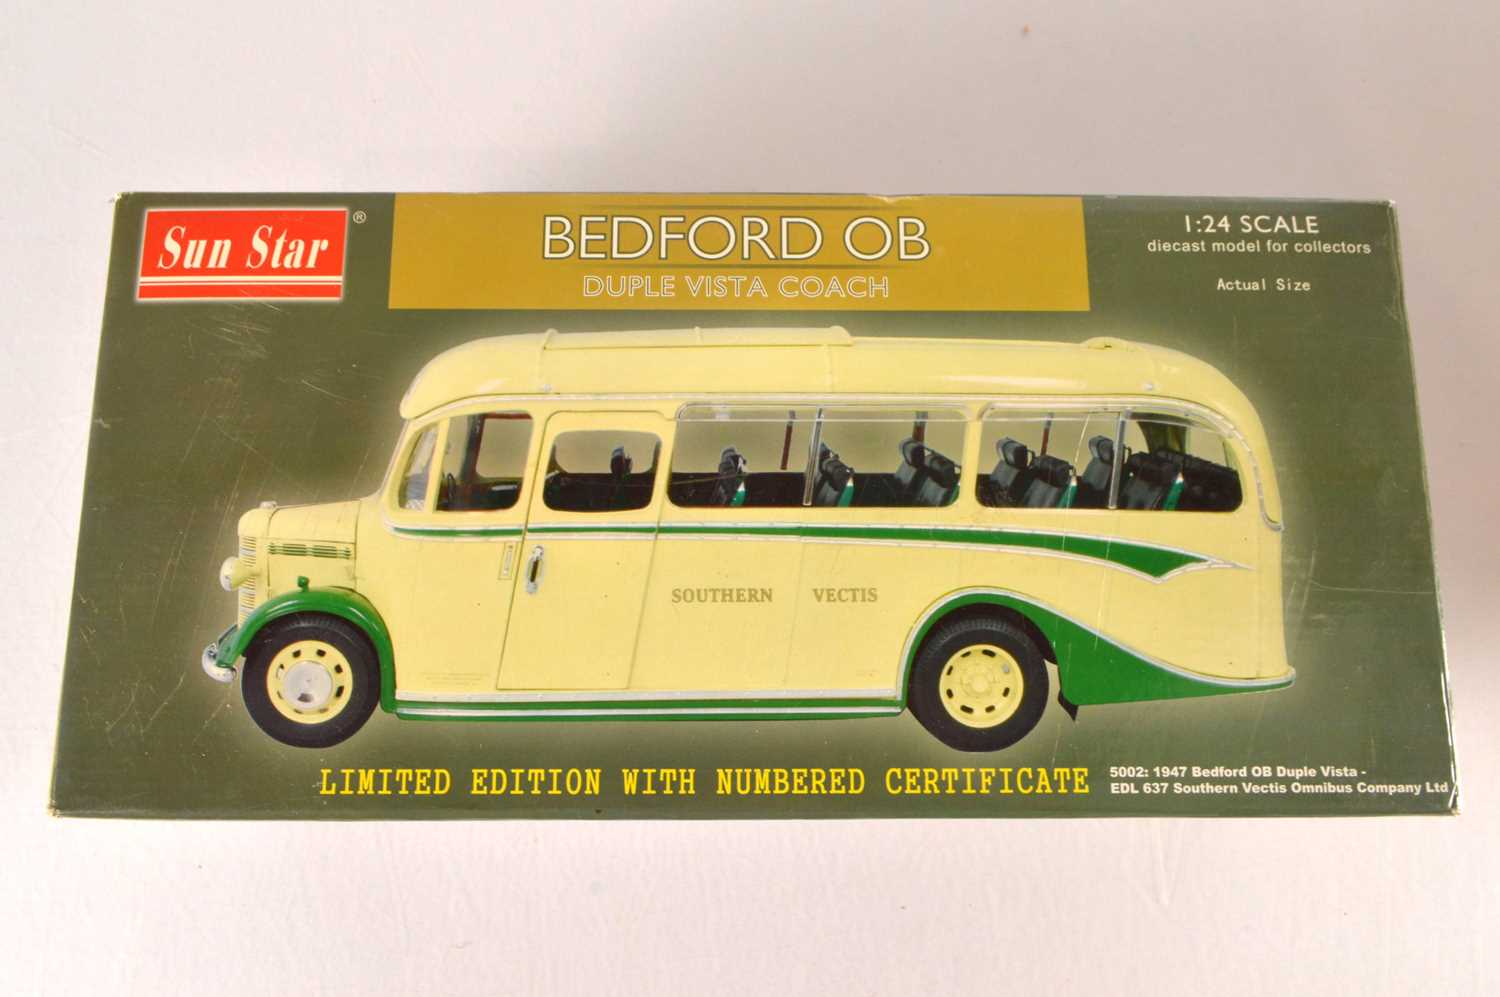 Sun Star ®
BEDFORD OB
DUPLE VISTA COACH
1:24 SCALE
diecast model for collectors
Actual Size
SOUTHERN VECTIS
LIMITED EDITION WITH NUMBERED CERTIFICATE
5002: 1947 Bedford OB Duple Vista -
EDL 637 Southern Vectis Omnibus Company Ltd